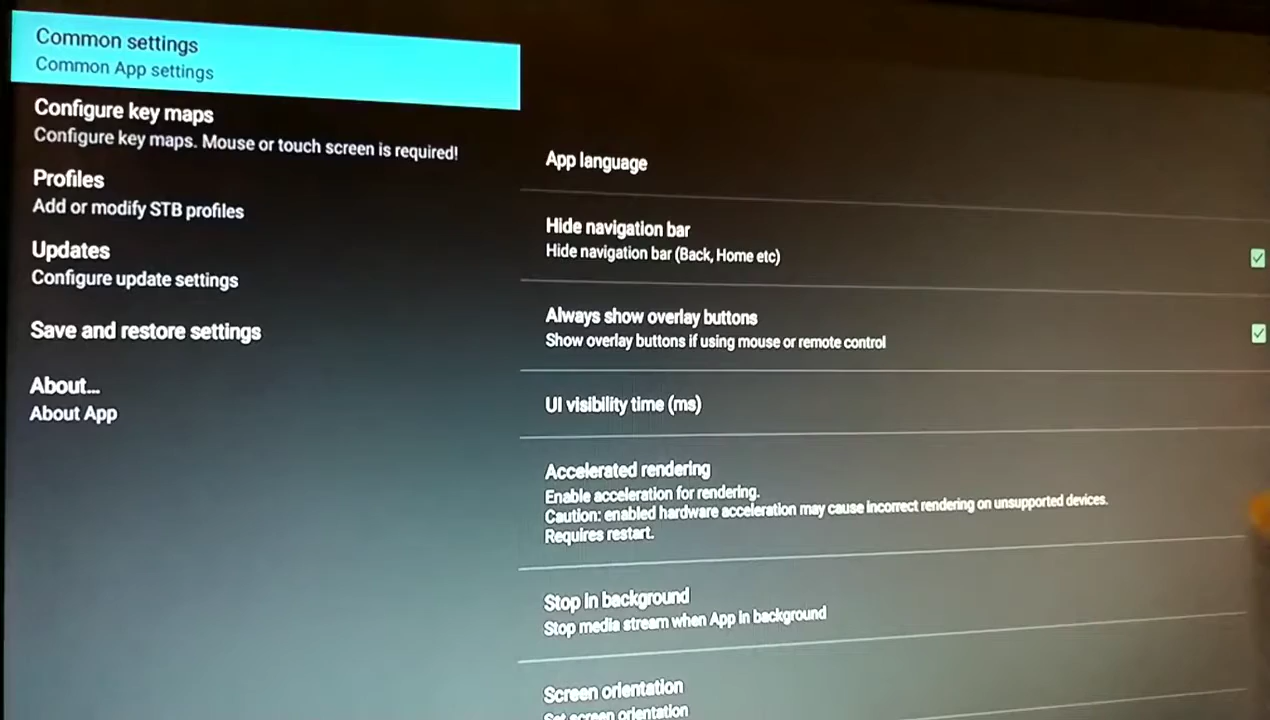 Common settings
Common App settings
Configure key maps
Configure key maps. Mouse or touch screen is required!
Profiles
Add or modify STB profiles
Updates
Configure update settings
Save and restore settings
About...
About App
App language
Hide navigation bar
Hide navigation bar (Back, Home etc)
Always show overlay buttons
Show overlay buttons if using mouse or remote control
UI visibility time (ms)
Accelerated rendering
Enable acceleration for rendering.
Caution: enabled hardware acceleration may cause incorrect rendering on unsupported devices.
Requires restart.
Stop in background
Stop media stream when App in background
Screen orientation
Set screen orientation